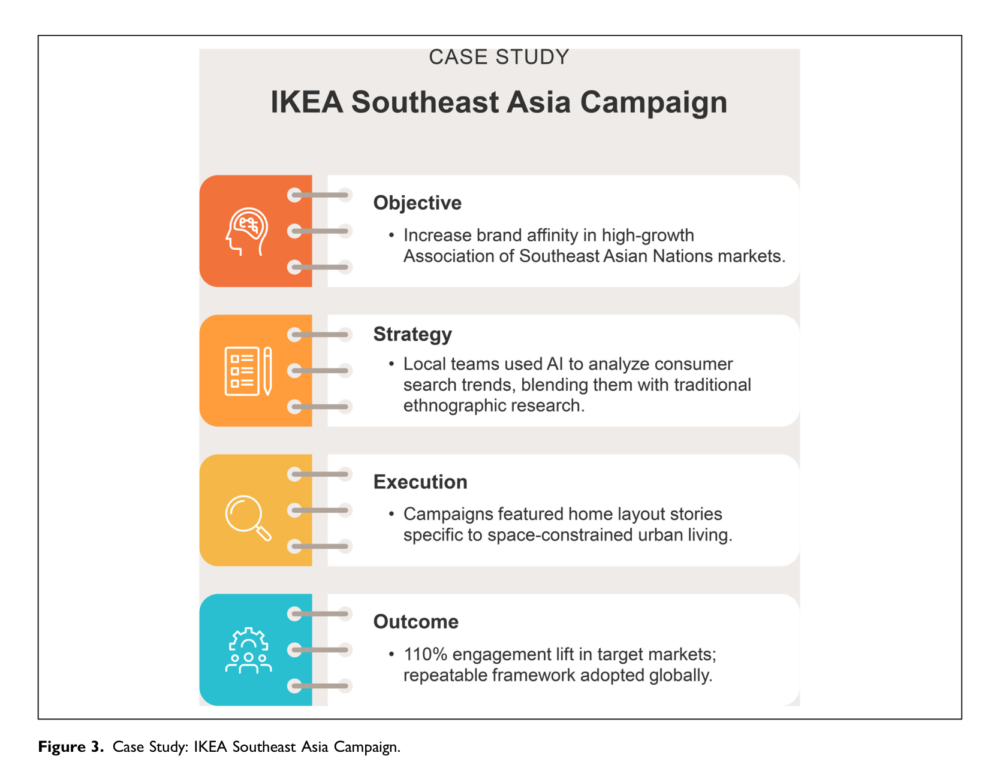 CASE STUDY
IKEA Southeast Asia Campaign
Objective
• Increase brand affinity in high-growth
Association of Southeast Asian Nations markets.
Strategy
• Local teams used AI to analyze consumer
search trends, blending them with traditional
ethnographic research.
Execution
• Campaigns featured home layout stories
specific to space-constrained urban living.
Outcome
• 110% engagement lift in target markets;
repeatable framework adopted globally.
Figure 3. Case Study: IKEA Southeast Asia Campaign.